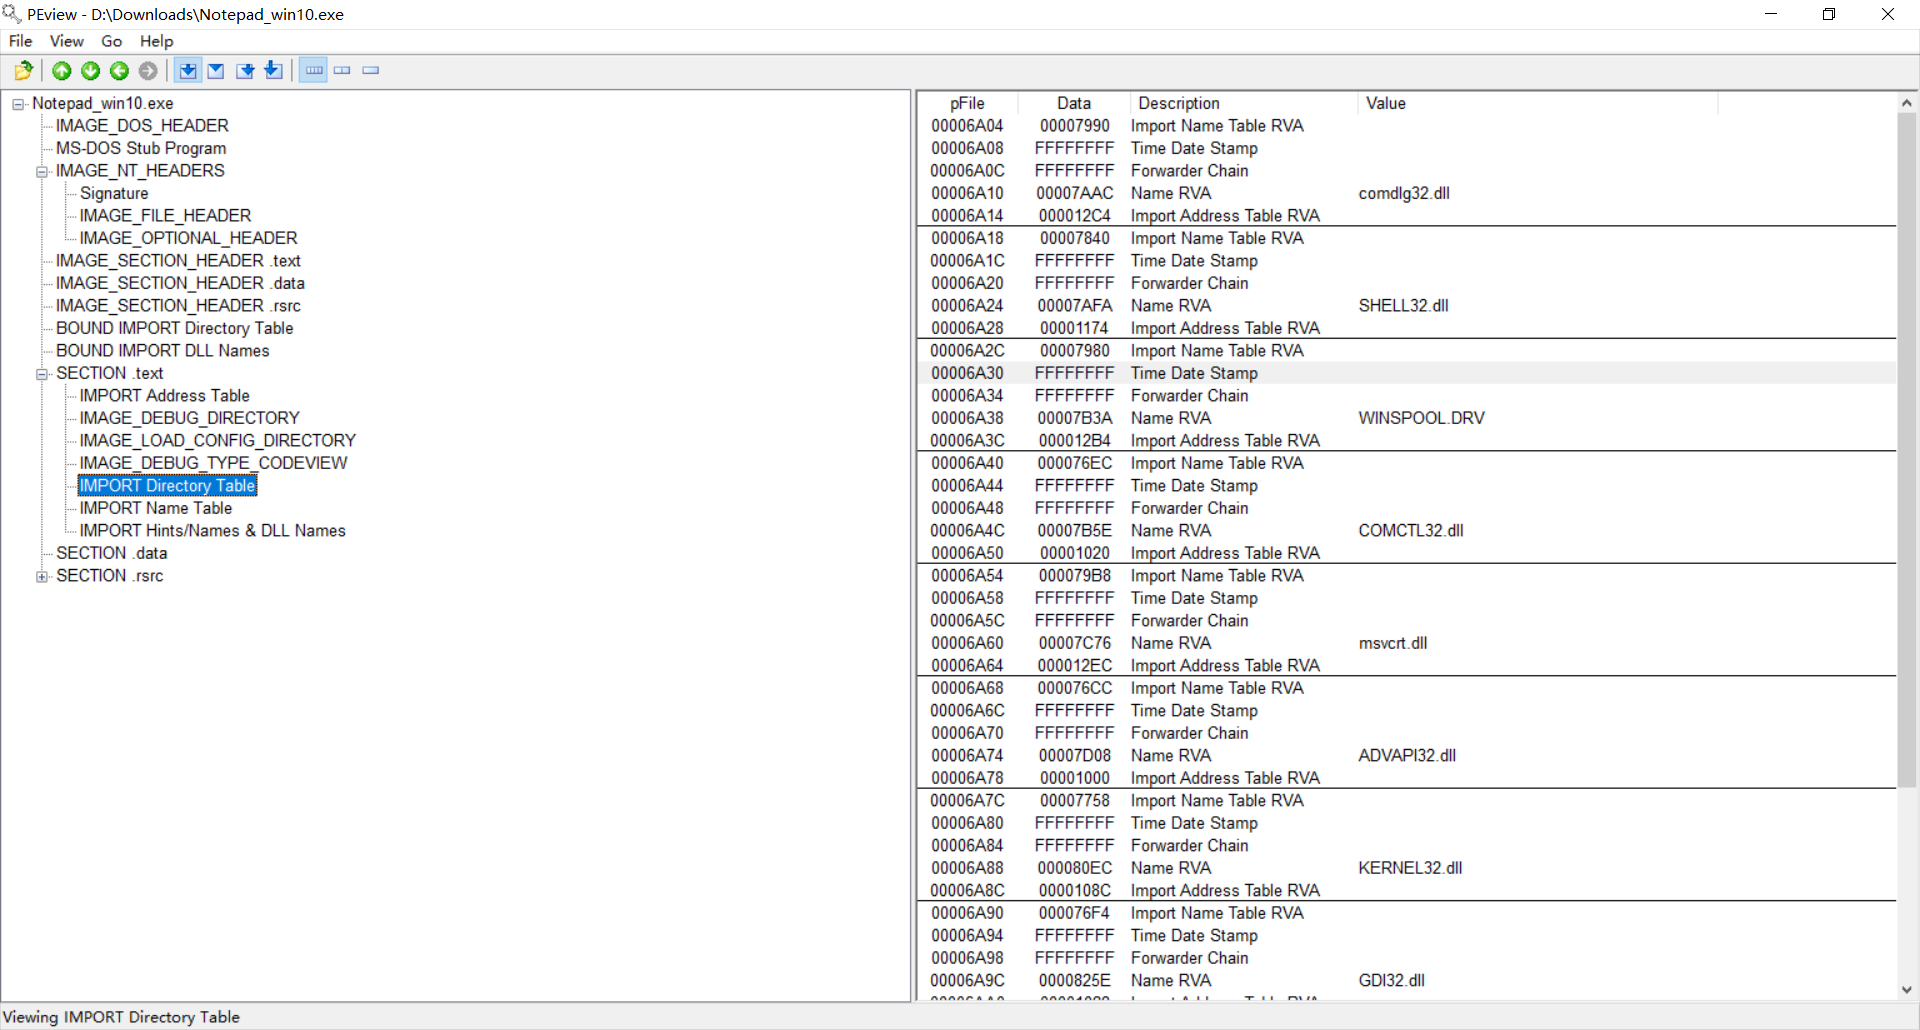 PEview - D:\Downloads\Notepad_win10.exe
File View Go Help
Notepad_win10.exe
IMAGE_DOS_HEADER
MS-DOS Stub Program
IMAGE_NT_HEADERS
Signature
IMAGE_FILE_HEADER
IMAGE_OPTIONAL_HEADER
IMAGE_SECTION_HEADER .text
IMAGE_SECTION_HEADER .data
IMAGE_SECTION_HEADER .rsrc
BOUND IMPORT Directory Table
BOUND IMPORT DLL Names
SECTION .text
IMPORT Address Table
IMAGE_DEBUG_DIRECTORY
IMAGE_LOAD_CONFIG_DIRECTORY
IMAGE_DEBUG_TYPE_CODEVIEW
IMPORT Directory Table
IMPORT Name Table
IMPORT Hints/Names & DLL Names
SECTION .data
SECTION .rsrc
pFile Data Description Value
00006A04 00007990 Import Name Table RVA
00006A08 FFFFFFFF Time Date Stamp
00006A0C FFFFFFFF Forwarder Chain
00006A10 00007AAC Name RVA comdlg32.dll
00006A14 000012C4 Import Address Table RVA
00006A18 00007840 Import Name Table RVA
00006A1C FFFFFFFF Time Date Stamp
00006A20 FFFFFFFF Forwarder Chain
00006A24 00007AFA Name RVA SHELL32.dll
00006A28 00001174 Import Address Table RVA
00006A2C 00007980 Import Name Table RVA
00006A30 FFFFFFFF Time Date Stamp
00006A34 FFFFFFFF Forwarder Chain
00006A38 00007B3A Name RVA WINSPOOL.DRV
00006A3C 000012B4 Import Address Table RVA
00006A40 000076EC Import Name Table RVA
00006A44 FFFFFFFF Time Date Stamp
00006A48 FFFFFFFF Forwarder Chain
00006A4C 00007B5E Name RVA COMCTL32.dll
00006A50 00001020 Import Address Table RVA
00006A54 000079B8 Import Name Table RVA
00006A58 FFFFFFFF Time Date Stamp
00006A5C FFFFFFFF Forwarder Chain
00006A60 00007C76 Name RVA msvcrt.dll
00006A64 000012EC Import Address Table RVA
00006A68 000076CC Import Name Table RVA
00006A6C FFFFFFFF Time Date Stamp
00006A70 FFFFFFFF Forwarder Chain
00006A74 00007D08 Name RVA ADVAPI32.dll
00006A78 00001000 Import Address Table RVA
00006A7C 00007758 Import Name Table RVA
00006A80 FFFFFFFF Time Date Stamp
00006A84 FFFFFFFF Forwarder Chain
00006A88 000080EC Name RVA KERNEL32.dll
00006A8C 0000108C Import Address Table RVA
00006A90 000076F4 Import Name Table RVA
00006A94 FFFFFFFF Time Date Stamp
00006A98 FFFFFFFF Forwarder Chain
00006A9C 0000825E Name RVA GDI32.dll
Viewing IMPORT Directory Table